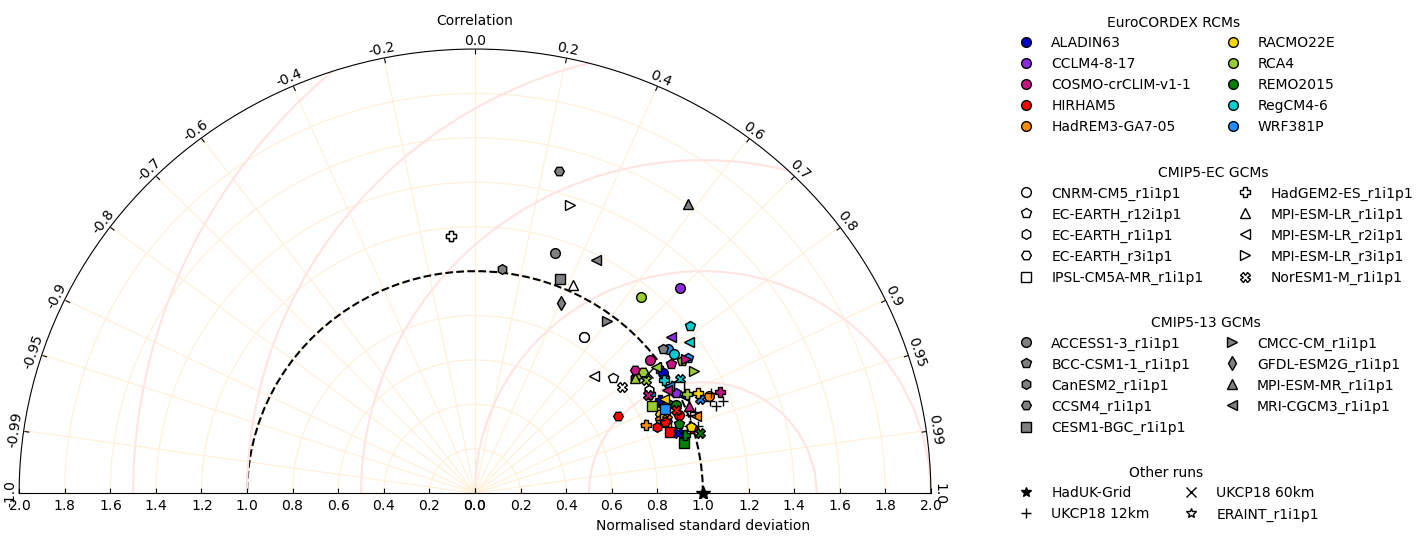 Correlation
-0.2 0.0 0.2
-0.4 0.4
-0.6 0.6
-0.7 0.7
-0.8 0.8
-0.9 0.9
-0.95 0.95
-0.99 0.99
-1.0 1.0
2.0 1.8 1.6 1.4 1.2 1.0 0.8 0.6 0.4 0.2 0.0 0.2 0.4 0.6 0.8 1.0 1.2 1.4 1.6 1.8 2.0
Normalised standard deviation
EuroCORDEX RCMs
ALADIN63 RACMO22E
CCLM4-8-17 RCA4
COSMO-crCLIM-v1-1 REMO2015
HIRHAM5 RegCM4-6
HadREM3-GA7-05 WRF381P
CMIP5-EC GCMs
CNRM-CM5_r1i1p1 HadGEM2-ES_r1i1p1
EC-EARTH_r12i1p1 MPI-ESM-LR_r1i1p1
EC-EARTH_r1i1p1 MPI-ESM-LR_r2i1p1
EC-EARTH_r3i1p1 MPI-ESM-LR_r3i1p1
IPSL-CM5A-MR_r1i1p1 NorESM1-M_r1i1p1
CMIP5-13 GCMs
ACCESS1-3_r1i1p1 CMCC-CM_r1i1p1
BCC-CSM1-1_r1i1p1 GFDL-ESM2G_r1i1p1
CanESM2_r1i1p1 MPI-ESM-MR_r1i1p1
CCSM4_r1i1p1 MRI-CGCM3_r1i1p1
CESM1-BGC_r1i1p1
Other runs
HadUK-Grid UKCP18 60km
UKCP18 12km ERAINT_r1i1p1